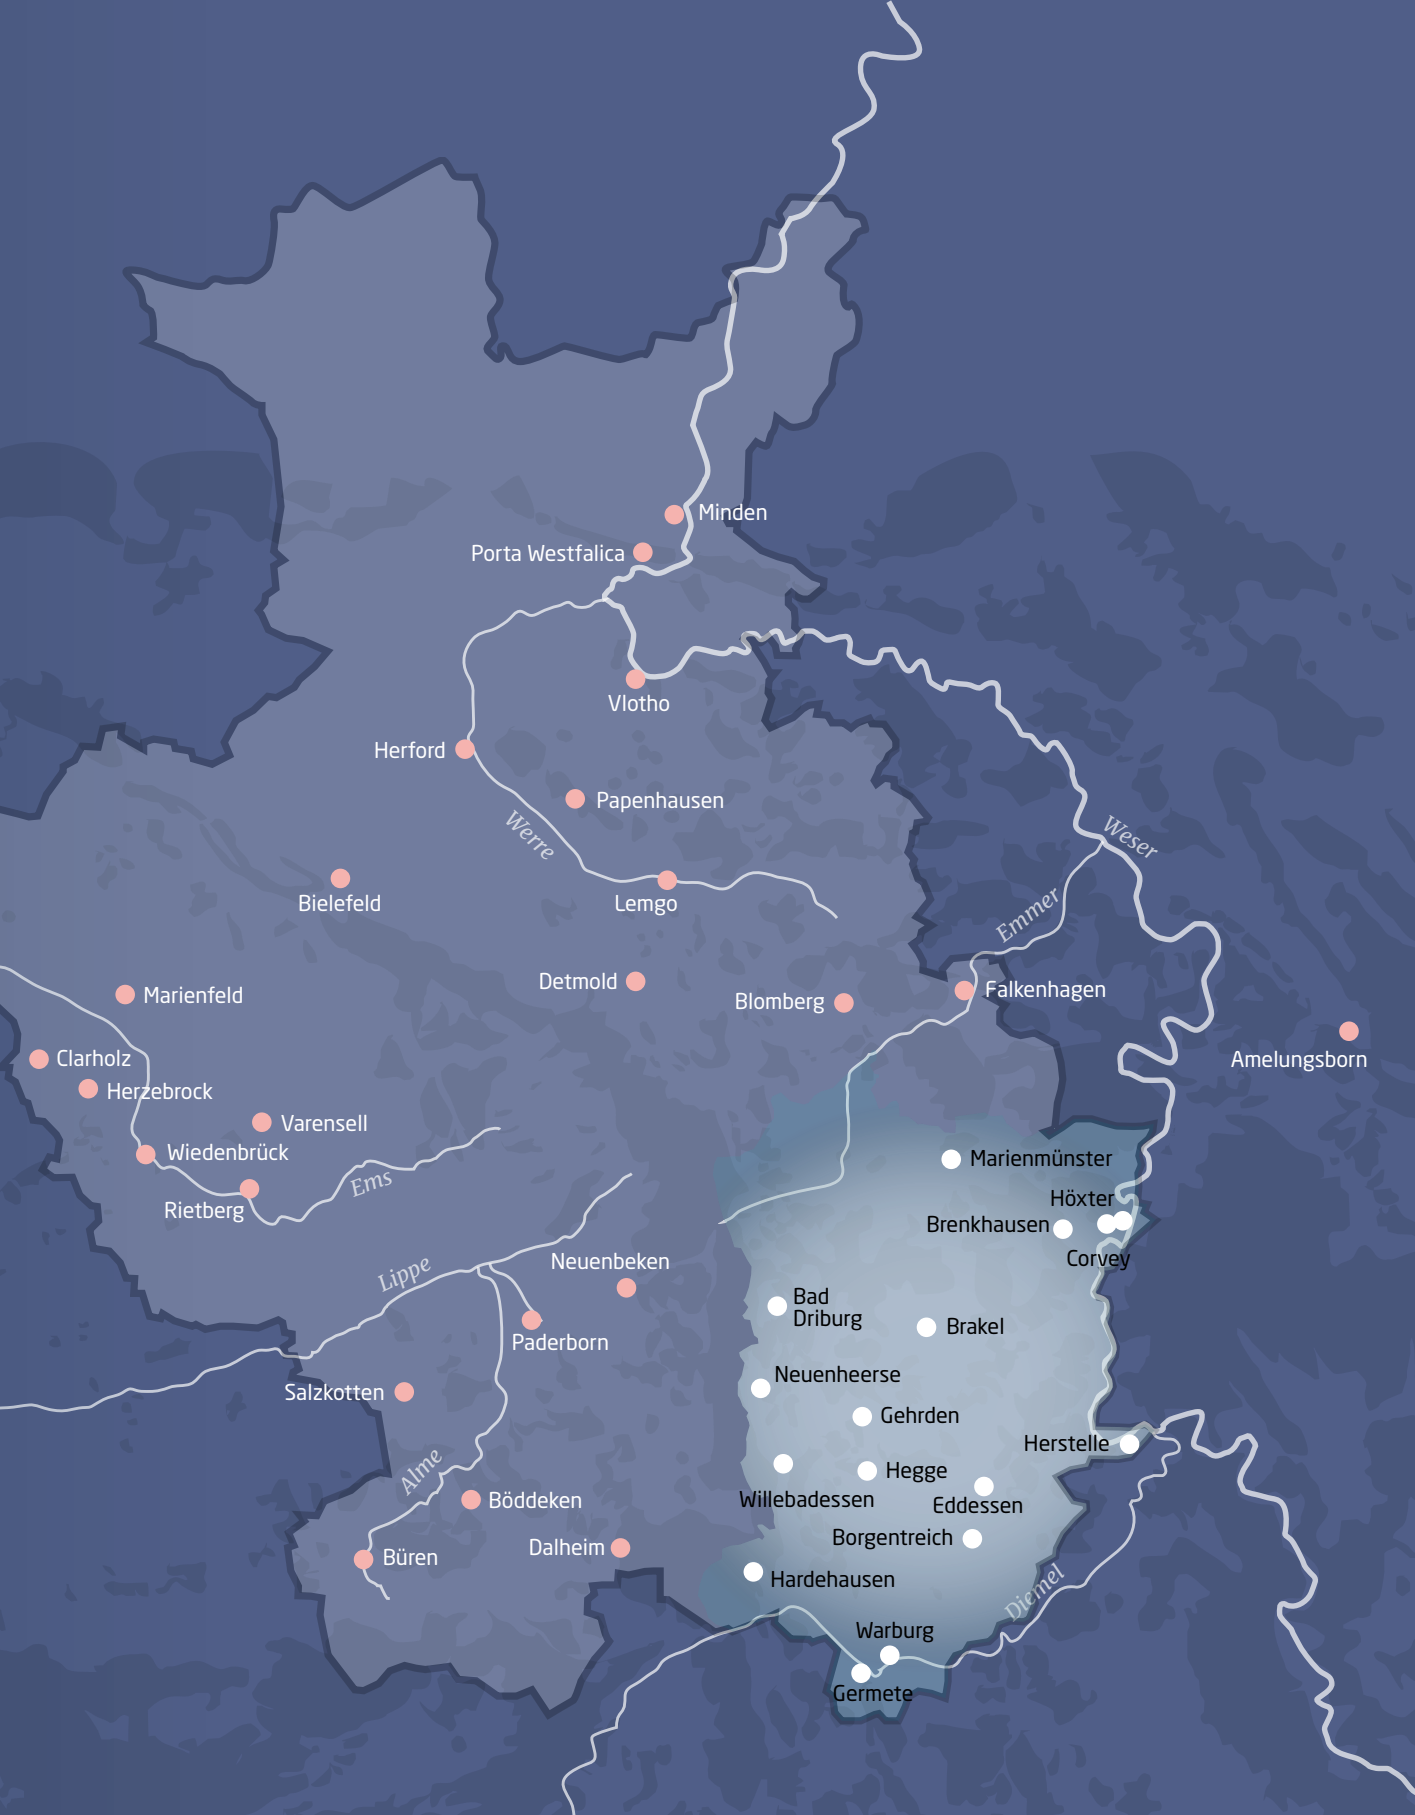 Minden
Porta Westfalica
Vlotho
Herford
Papenhausen
Werre
Weser
Bielefeld
Lemgo
Emmer
Detmold
Blomberg
Falkenhagen
Marienfeld
Amelungsborn
Clarholz
Herzebrock
Varensell
Wiedenbrück
Marienmünster
Ems
Rietberg
Höxter
Brenkhausen
Corvey
Neuenbeken
Lippe
Bad
Driburg
Brakel
Paderborn
Neuenheerse
Salzkotten
Gehrden
Herstelle
Alme
Hegge
Böddeken
Willebadessen
Eddessen
Borgentreich
Dalheim
Büren
Hardehausen
Diemel
Warburg
Germete